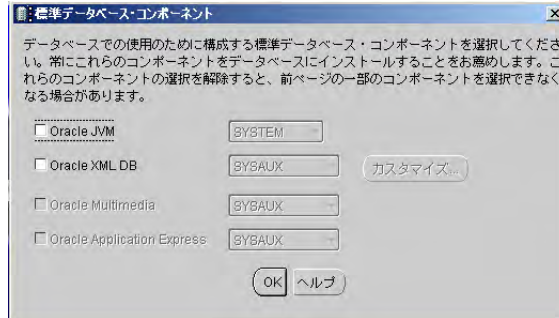 標準データベース・コンポーネント
データベースでの使用のために構成する標準データベース・コンポーネントを選択してくださ
い。常にこれらのコンポーネントをデータベースにインストールすることをお薦めします。こ
れらのコンポーネントの選択を解除すると、前ページの一部のコンポーネントを選択できなく
なる場合があります。
Oracle JVM SYSTEM
Oracle XML DB SYSAUX カスタマイズ...
Oracle Multimedia SYSAUX
Oracle Application Express SYSAUX
OK ヘルプ